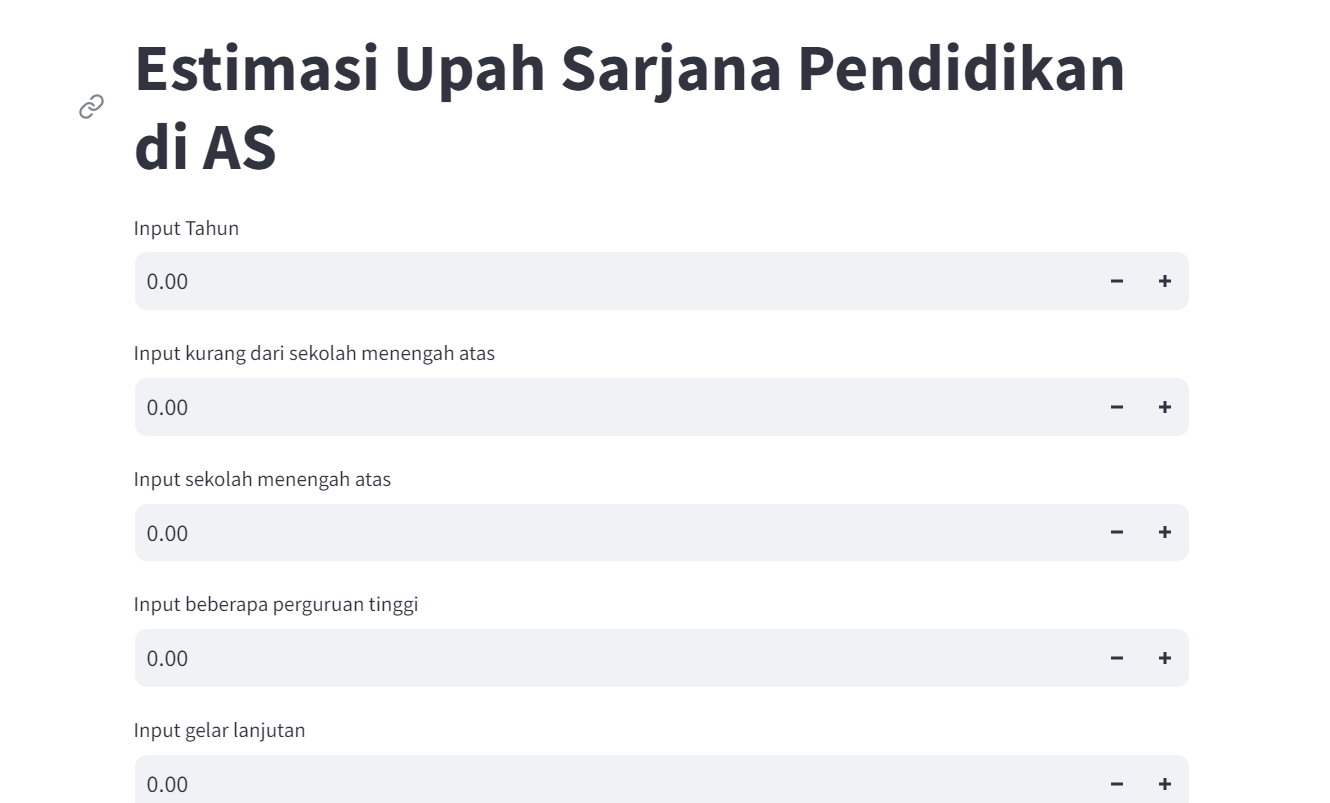 Estimasi Upah Sarjana Pendidikan
di AS
Input Tahun
0.00
Input kurang dari sekolah menengah atas
0.00
Input sekolah menengah atas
0.00
Input beberapa perguruan tinggi
0.00
Input gelar lanjutan
0.00